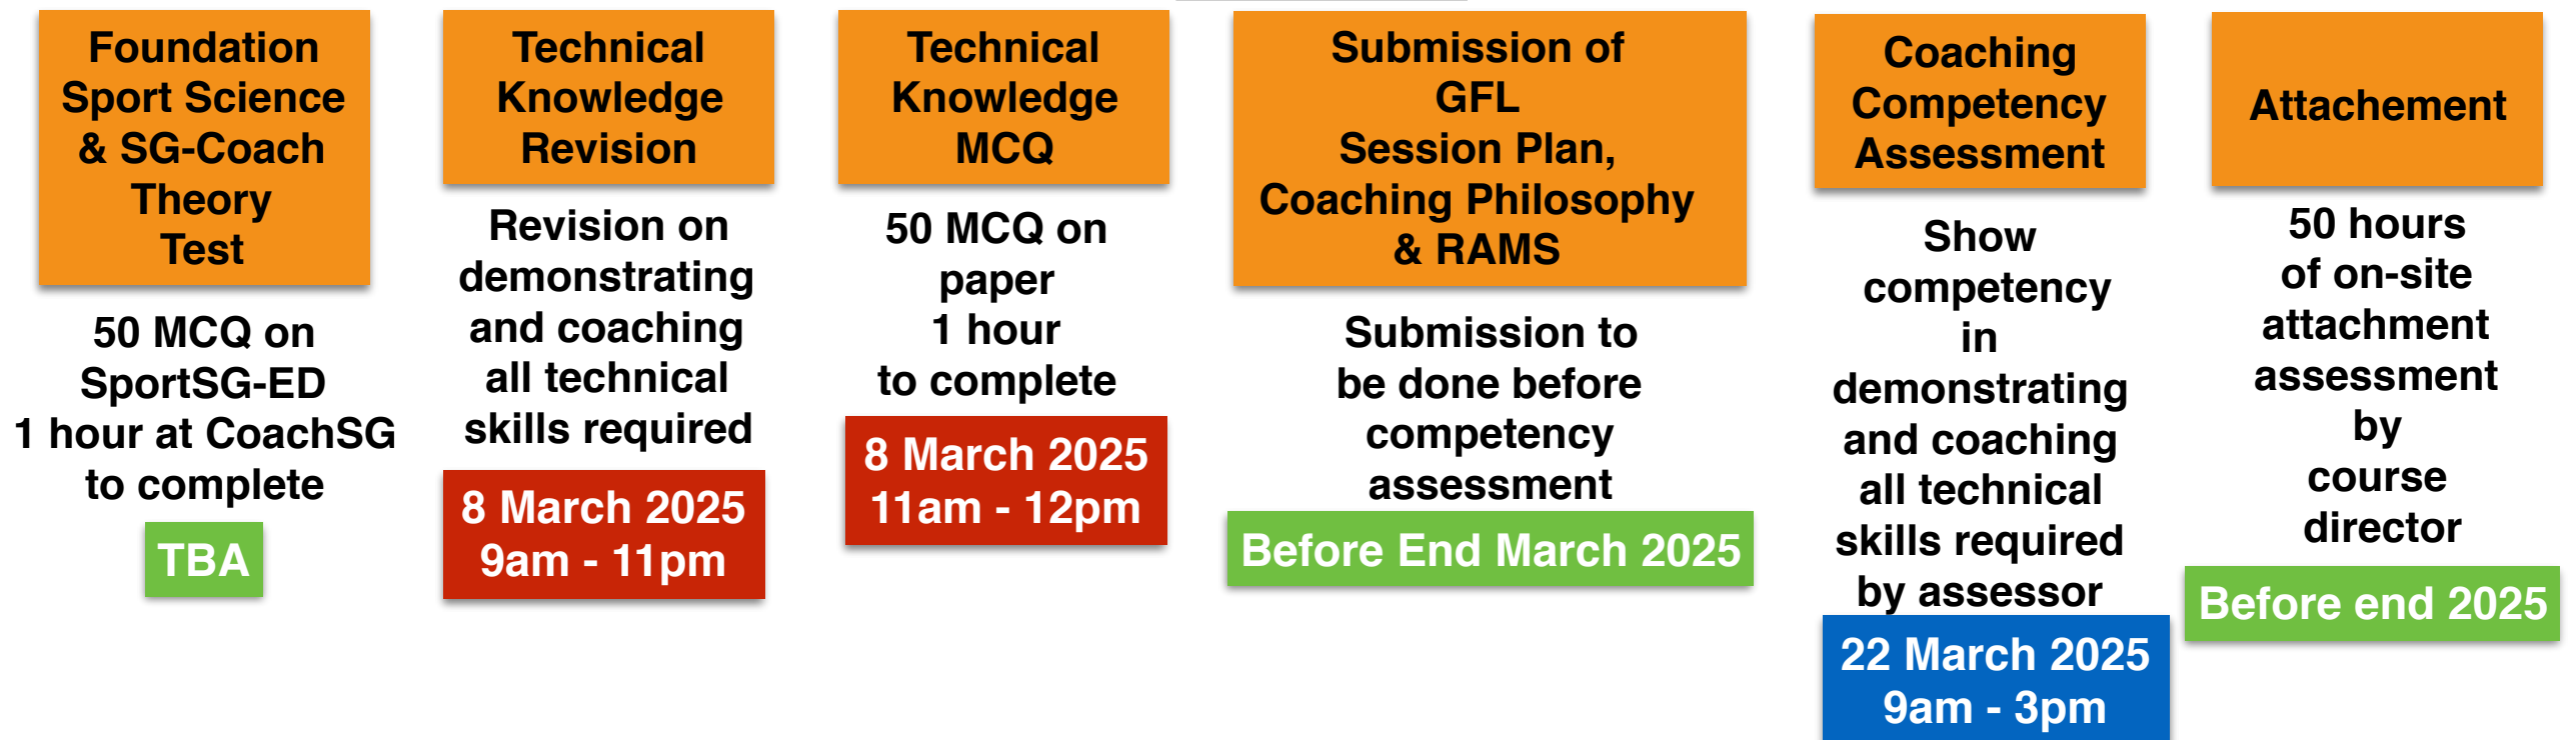 Foundation
Sport Science
& SG-Coach
Theory
Test
50 MCQ on
SportSG-ED
1 hour at CoachSG
to complete
TBA
Technical
Knowledge
Revision
Revision on
demonstrating
and coaching
all technical
skills required
8 March 2025
9am - 11pm
Technical
Knowledge
MCQ
50 MCQ on
paper
1 hour
to complete
8 March 2025
11am - 12pm
Submission of
GFL
Session Plan,
Coaching Philosophy
& RAMS
Submission to
be done before
competency
assessment
Before End March 2025
Coaching
Competency
Assessment
Show
competency
in
demonstrating
and coaching
all technical
skills required
by assessor
22 March 2025
9am - 3pm
Attachement
50 hours
of on-site
attachment
assessment
by
course
director
Before end 2025